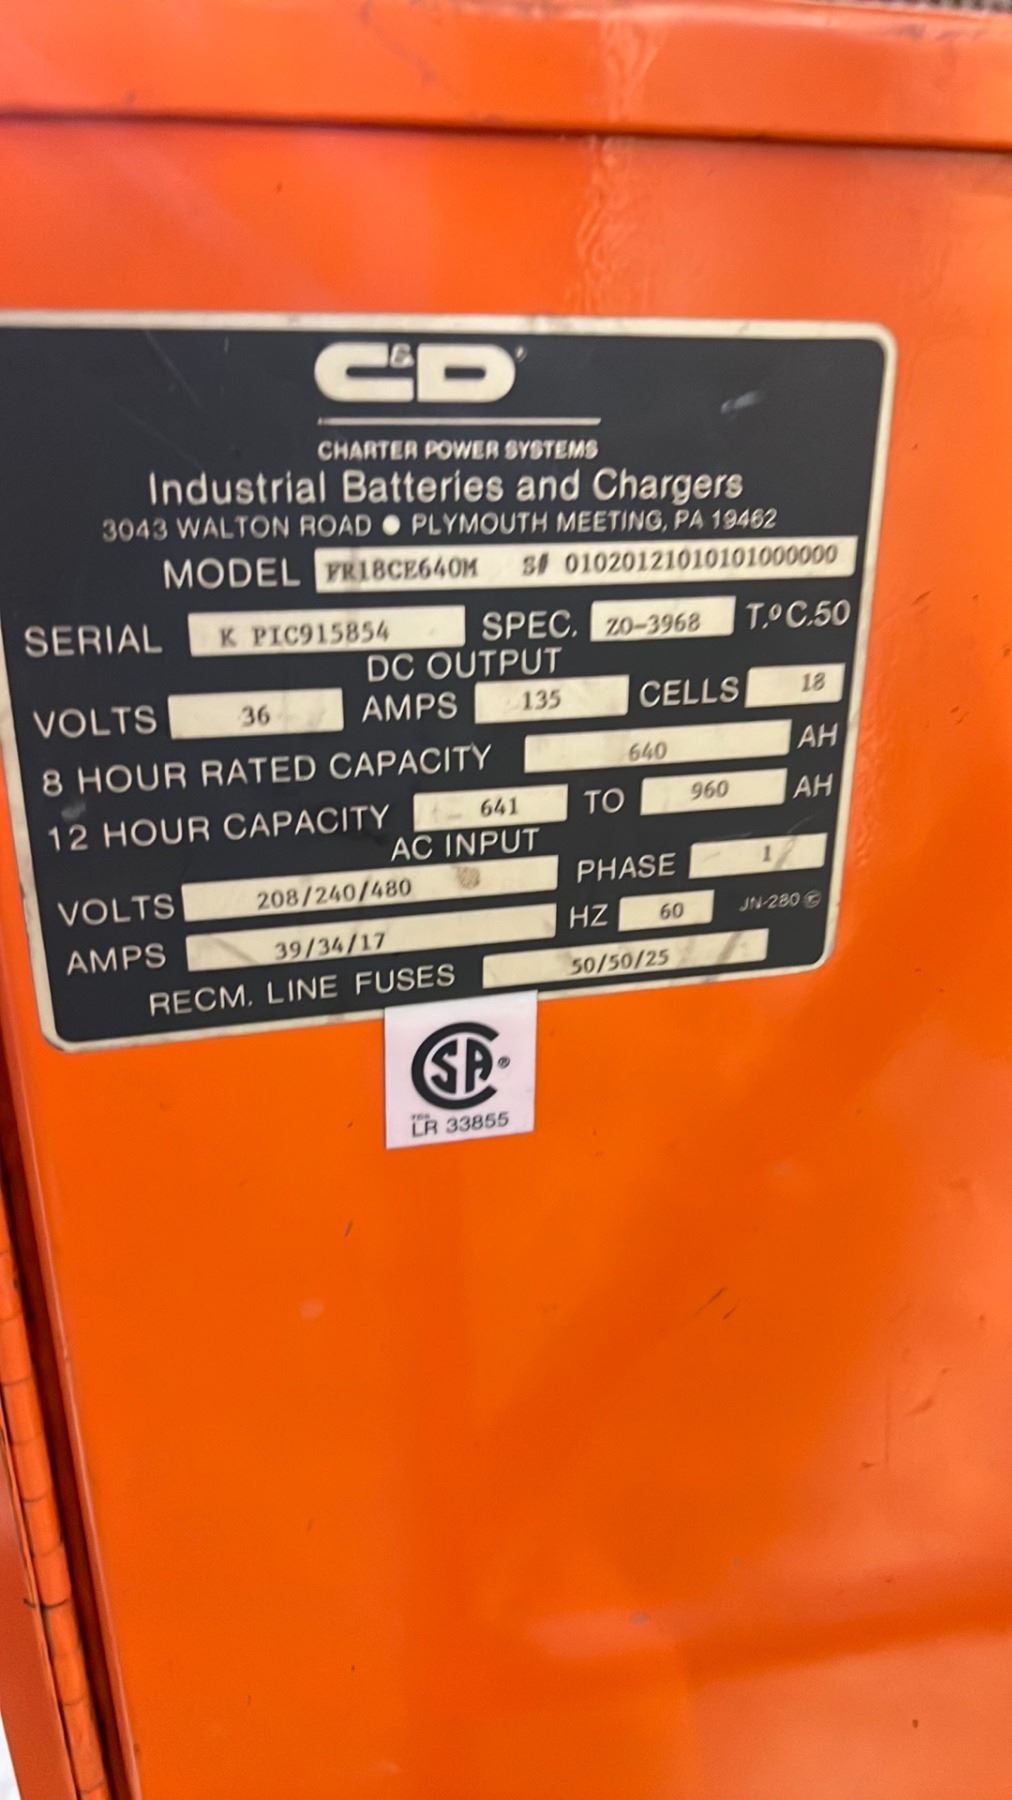 C&D
CHARTER POWER SYSTEMS
Industrial Batteries and Chargers
3043 WALTON ROAD ● PLYMOUTH MEETING, PA 19462
MODEL FR18CE640M S# 01020121010101000000
SERIAL K PIC915854 SPEC. ZO-3968 T.ºC.50
DC OUTPUT
VOLTS 36 AMPS 135 CELLS 18
8 HOUR RATED CAPACITY 640 AH
12 HOUR CAPACITY 641 TO 960 AH
AC INPUT
VOLTS 208/240/480 PHASE 1
AMPS 39/34/17 HZ 60 JN-280
RECM. LINE FUSES 50/50/25
CSA®
LR 33855